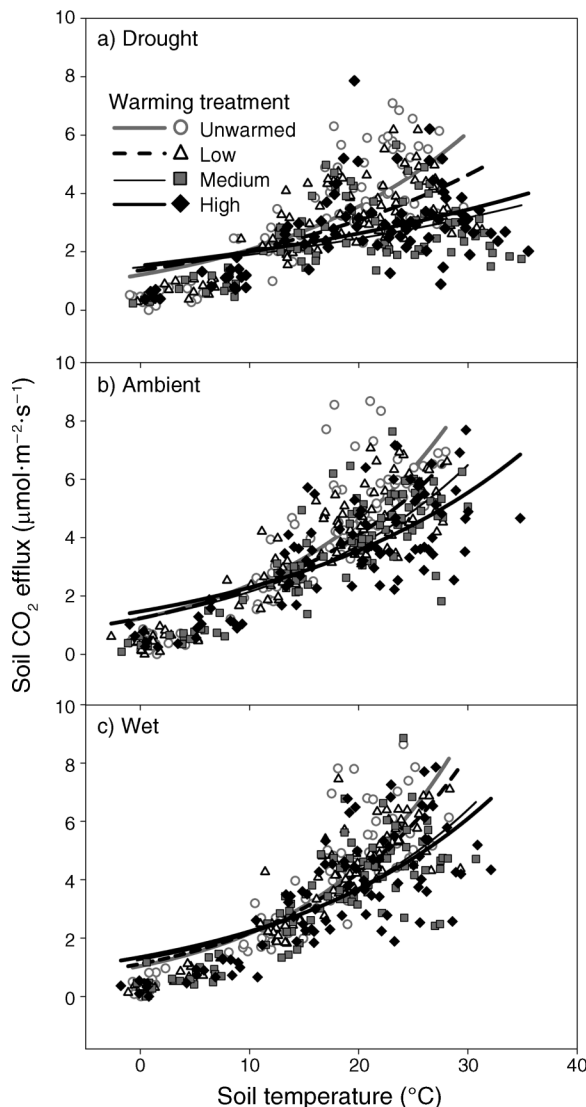 10
a) Drought
8
Warming treatment
Unwarmed
6
Low
Medium
4
High
2
0
10
b) Ambient
8
6
4
2
0
10
c) Wet
8
6
4
2
0
0
10
20
30
40
Soil temperature (°C)
Soil CO₂ efflux (μmol·m⁻²·s⁻¹)